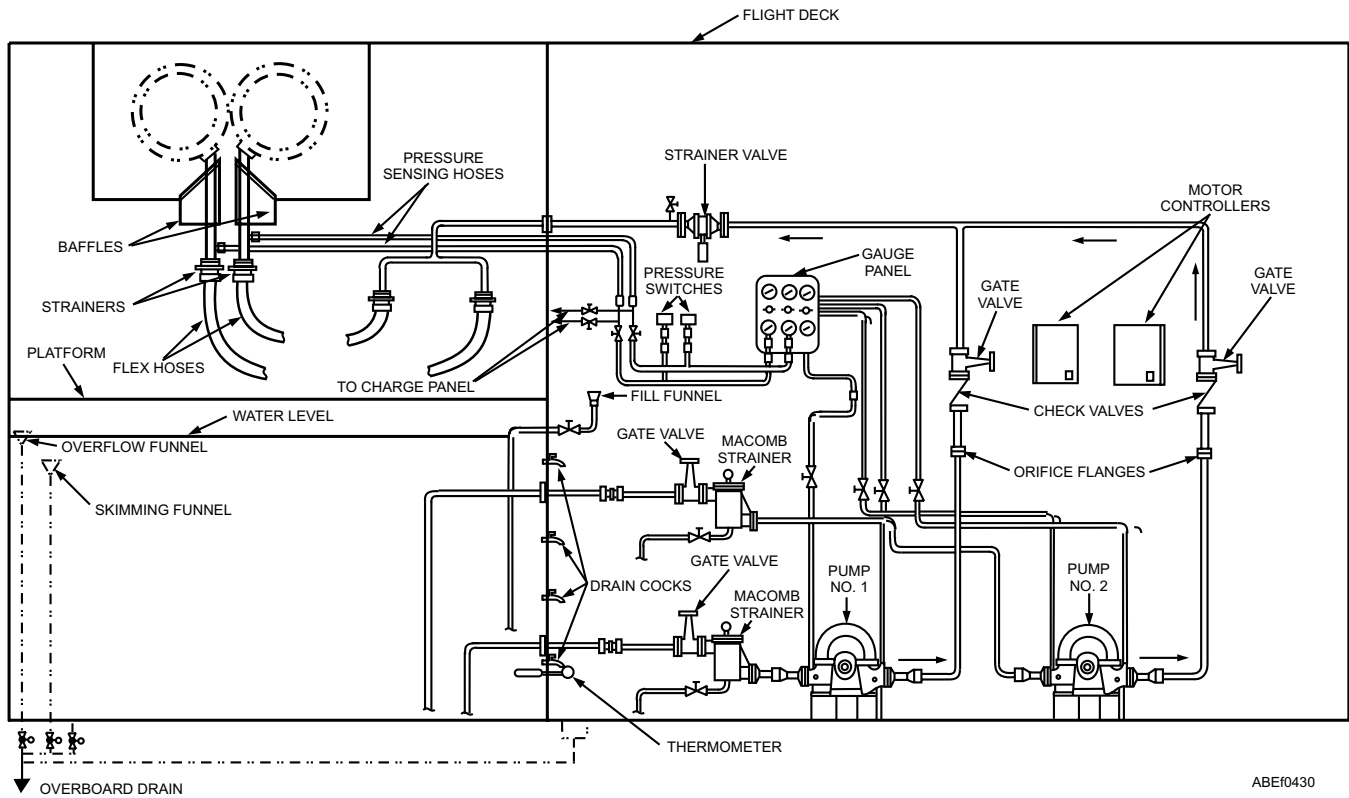 FLIGHT DECK
STRAINER VALVE
PRESSURE
SENSING HOSES
MOTOR
CONTROLLERS
BAFFLES
GAUGE
PANEL
PRESSURE
SWITCHES
GATE
VALVE
GATE
VALVE
STRAINERS
PLATFORM
FLEX HOSES
TO CHARGE PANEL
FILL FUNNEL
CHECK VALVES
WATER LEVEL
OVERFLOW FUNNEL
GATE VALVE
MACOMB
STRAINER
ORIFICE FLANGES
SKIMMING FUNNEL
GATE VALVE
DRAIN COCKS
MACOMB
STRAINER
PUMP
NO. 1
PUMP
NO. 2
THERMOMETER
OVERBOARD DRAIN
ABEf0430